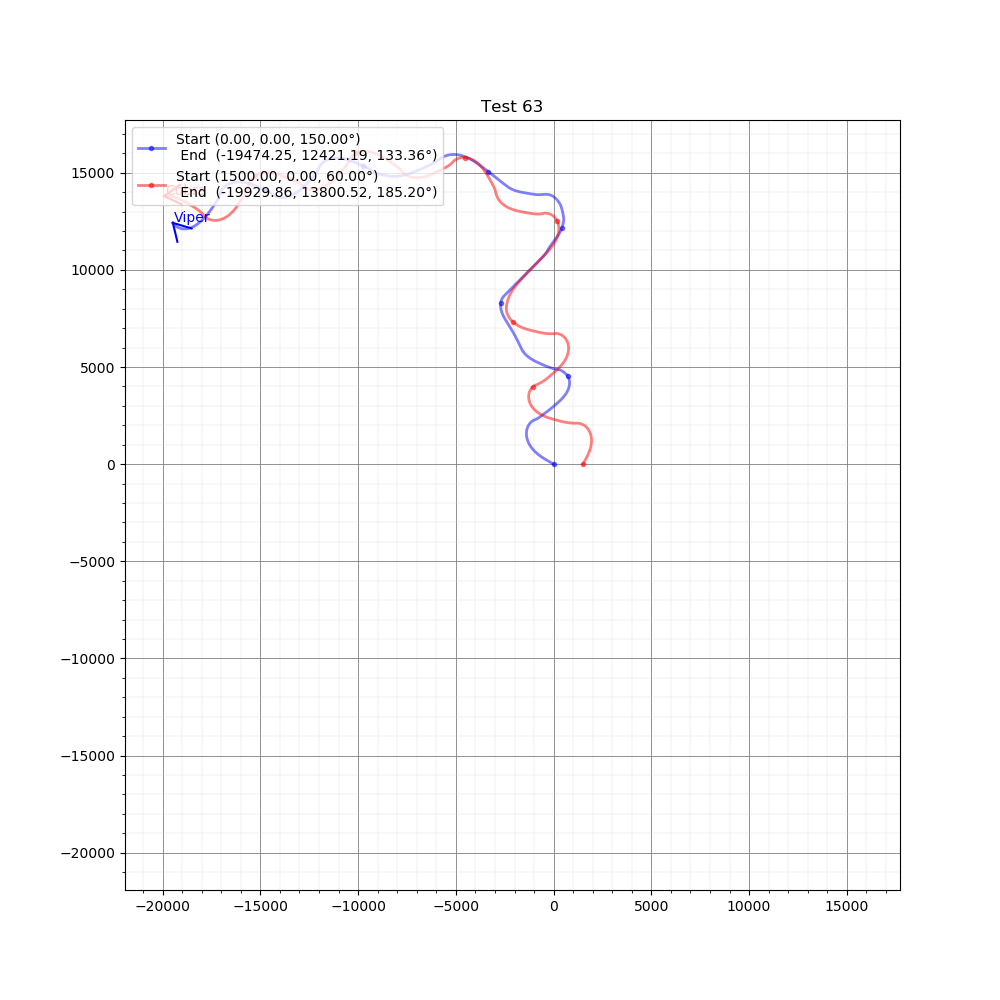 Test 63
Start (0.00, 0.00, 150.00°)
End (-19474.25, 12421.19, 133.36°)
Start (1500.00, 0.00, 60.00°)
End (-19929.86, 13800.52, 185.20°)
Viper
15000
10000
5000
0
−5000
−10000
−15000
−20000
−20000 −15000 −10000 −5000 0 5000 10000 15000